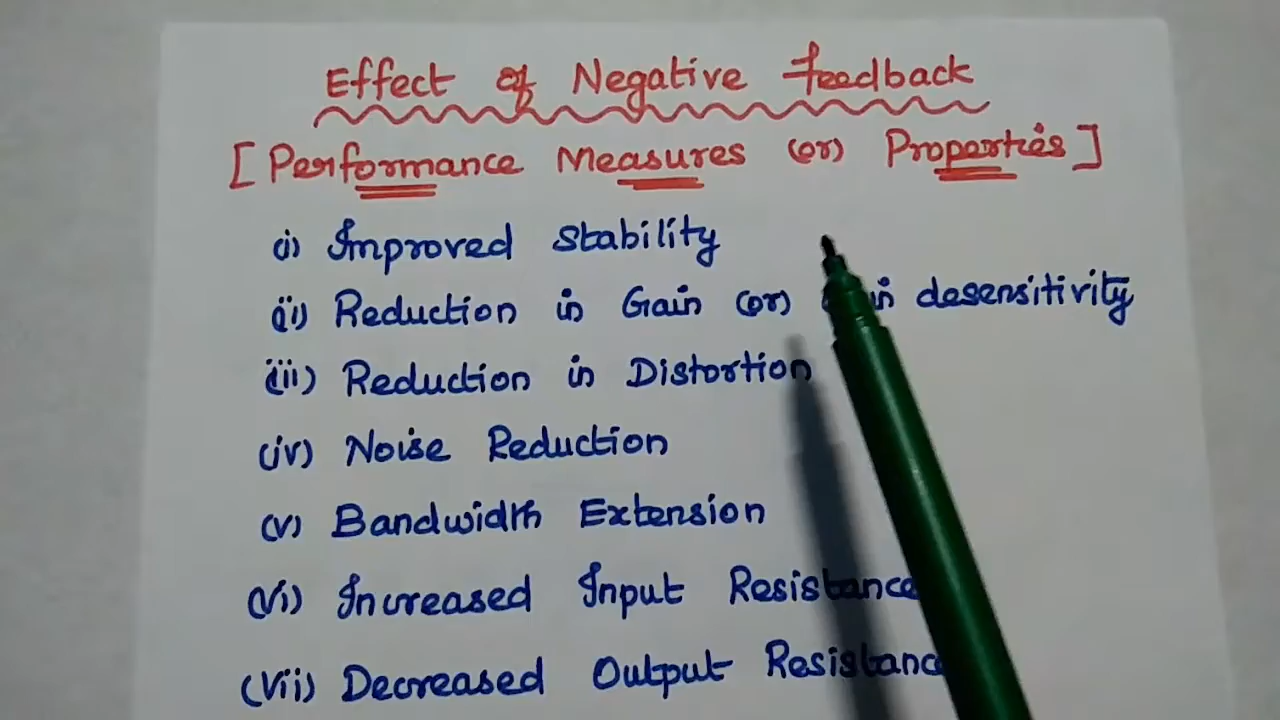 Effect of Negative Feedback
[Performance Measures (or) Properties]
(i) Improved Stability
(ii) Reduction in Gain (or) desensitivity
(iii) Reduction in Distortion
(iv) Noise Reduction
(v) Bandwidth Extension
(vi) Increased Input Resistance
(vii) Decreased Output Resistanc